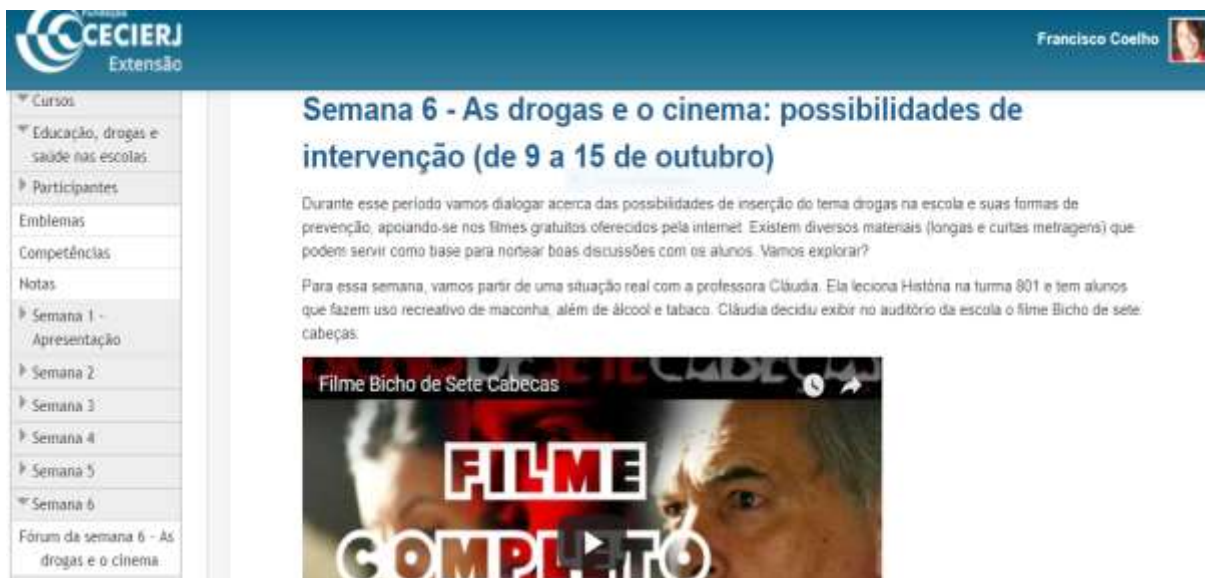 Fundação
CECIERJ
Extensão
Francisco Coelho
Cursos
Educação, drogas e
saúde nas escolas
Participantes
Emblemas
Competências
Notas
Semana 1 -
Apresentação
Semana 2
Semana 3
Semana 4
Semana 5
Semana 6
Fórum da semana 6 - As
drogas e o cinema
Semana 6 - As drogas e o cinema: possibilidades de
intervenção (de 9 a 15 de outubro)
Durante esse período vamos dialogar acerca das possibilidades de inserção do tema drogas na escola e suas formas de
prevenção, apoiando-se nos filmes gratuitos oferecidos pela internet. Existem diversos materiais (longas e curtas metragens) que
podem servir como base para nortear boas discussões com os alunos. Vamos explorar?
Para essa semana, vamos partir de uma situação real com a professora Cláudia. Ela leciona História na turma 801 e tem alunos
que fazem uso recreativo de maconha, além de álcool e tabaco. Cláudia decidiu exibir no auditório da escola o filme Bicho de sete
cabeças.
BICHO DE SETE CABEÇAS
Filme Bicho de Sete Cabecas
FILME
COMPLETO